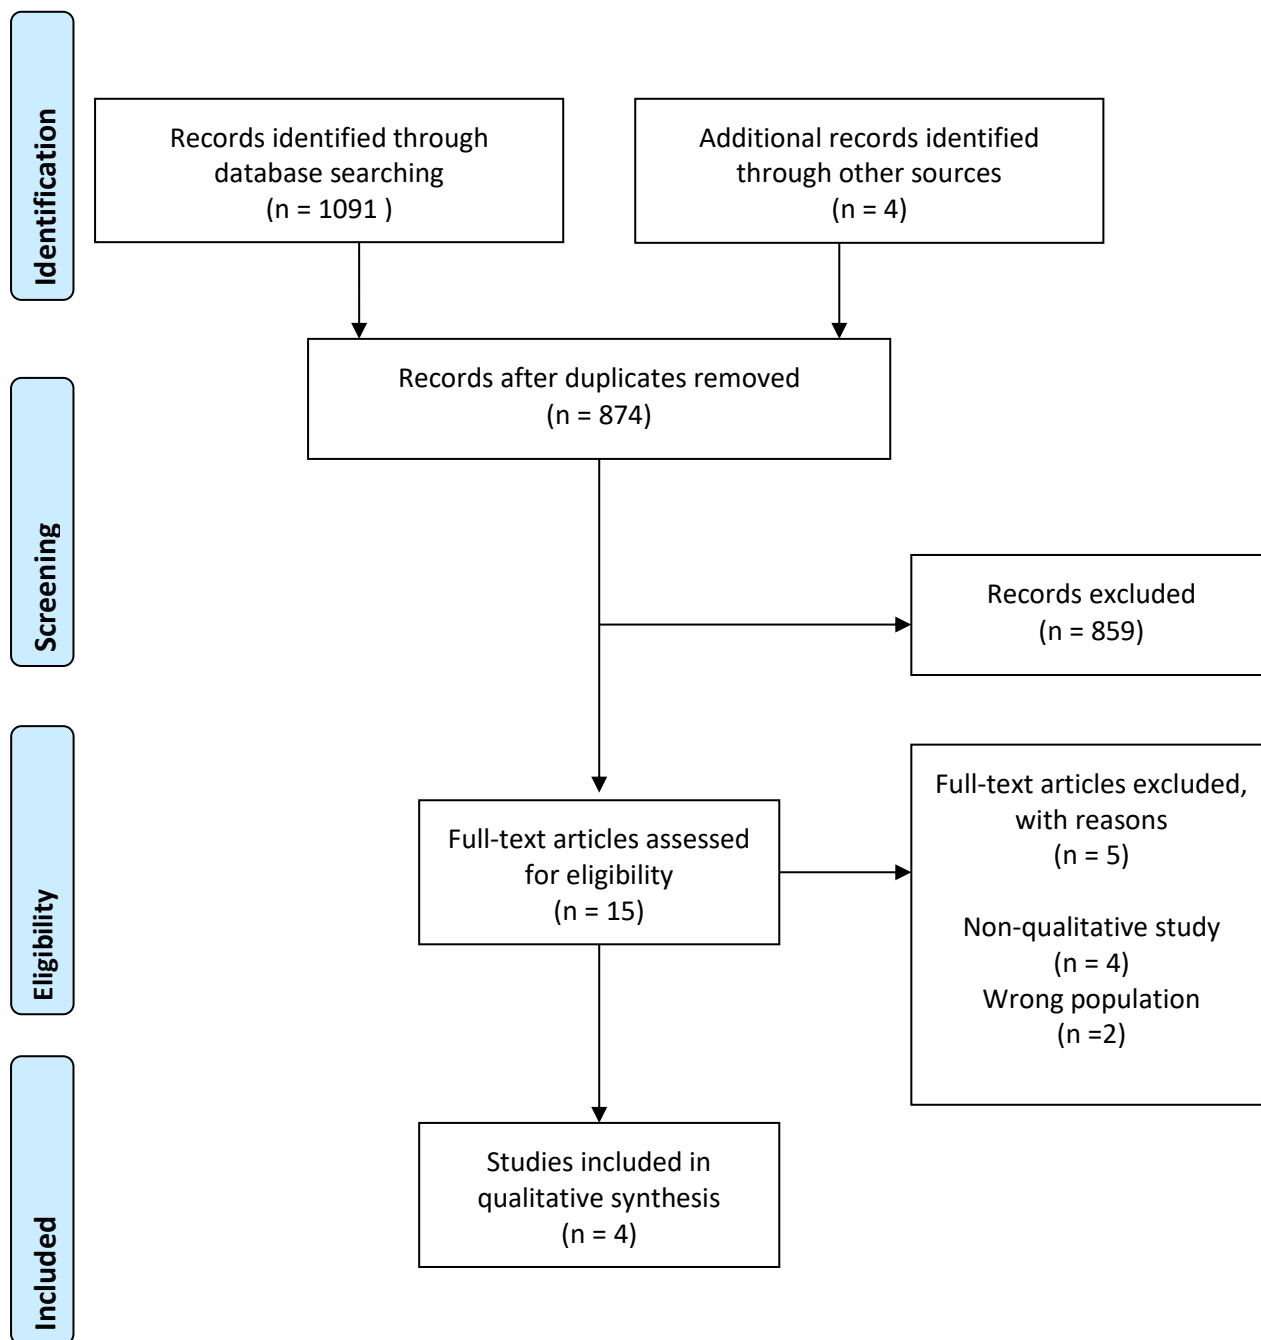 Identification
Records identified through
database searching
(n = 1091 )
Additional records identified
through other sources
(n = 4)
Records after duplicates removed
(n = 874)
Screening
Records excluded
(n = 859)
Eligibility
Full-text articles assessed
for eligibility
(n = 15)
Full-text articles excluded,
with reasons
(n = 5)
Non-qualitative study
(n = 4)
Wrong population
(n =2)
Included
Studies included in
qualitative synthesis
(n = 4)